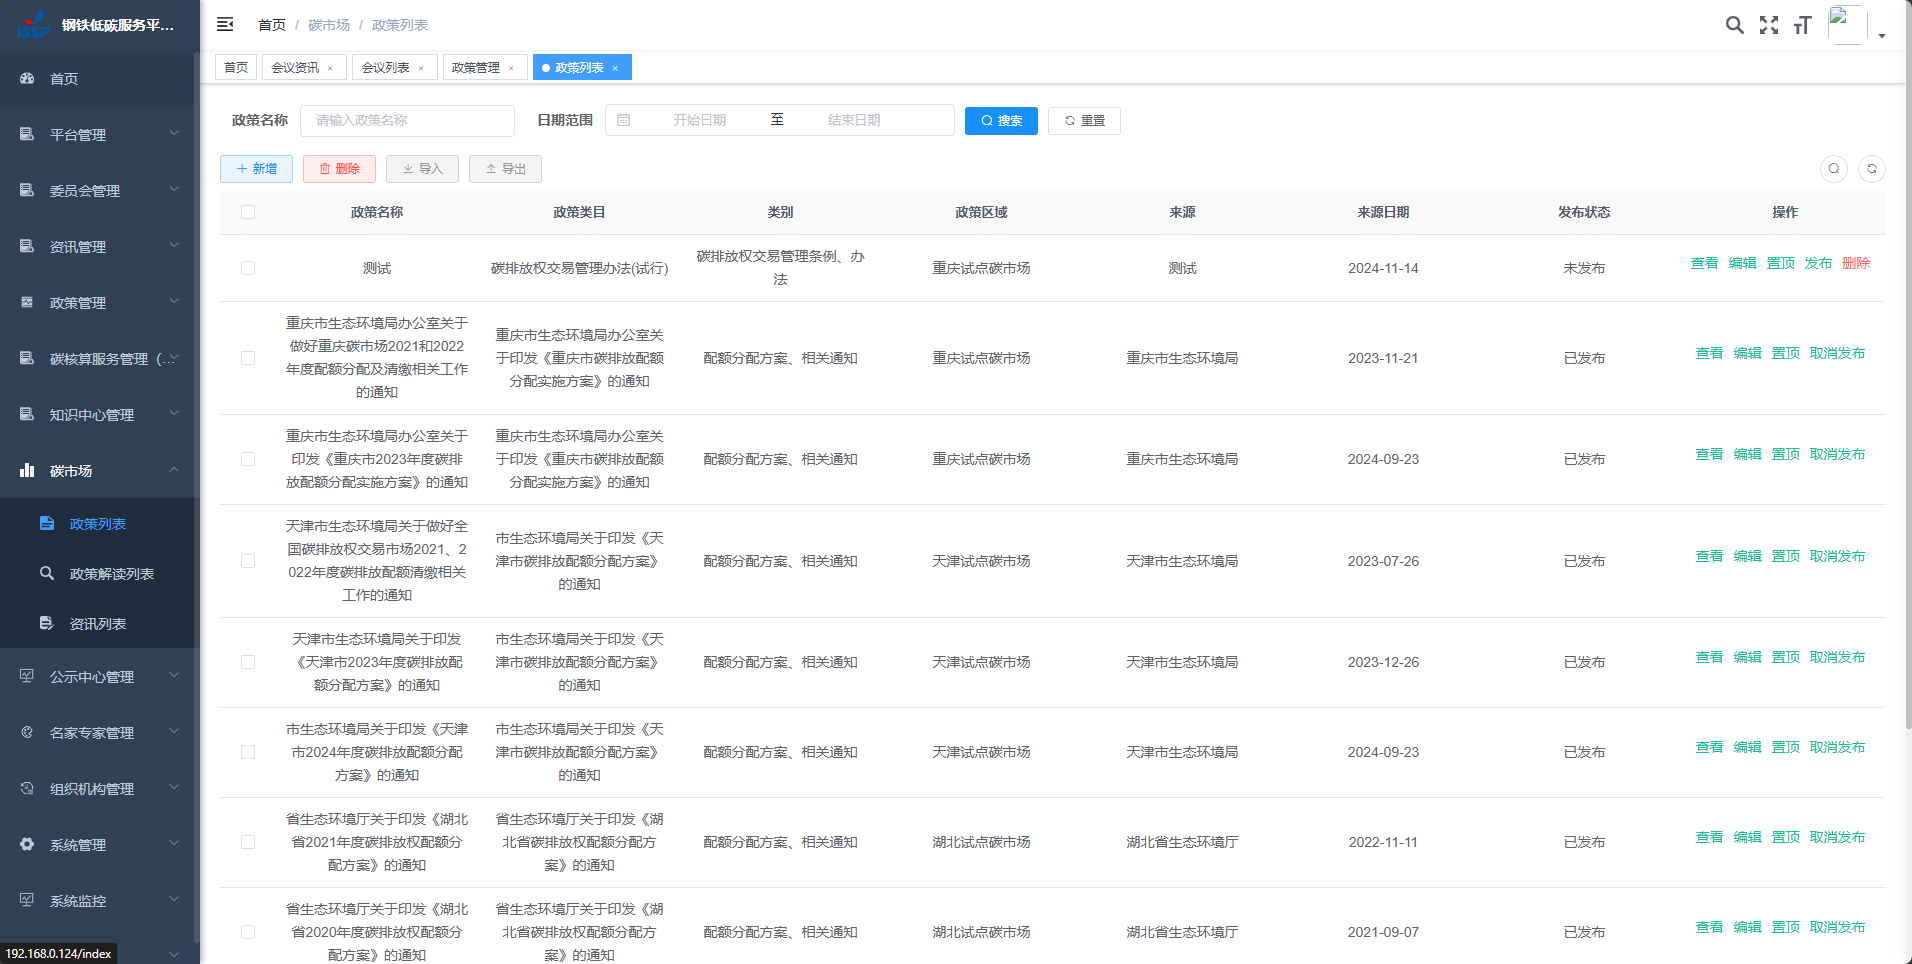 钢铁低碳服务平...
首页 / 碳市场 / 政策列表
首页 会议资讯 × 会议列表 × 政策管理 × 政策列表 ×
首页
平台管理
委员会管理
资讯管理
政策管理
碳核算服务管理（...
知识中心管理
碳市场
政策列表
政策解读列表
资讯列表
公示中心管理
名家专家管理
组织机构管理
系统管理
系统监控
192.168.0.124/index
政策名称 请输入政策名称 日期范围 开始日期 至 结束日期 搜索 重置
新增 删除 导入 导出
政策名称 政策类目 类别 政策区域 来源 来源日期 发布状态 操作
测试 碳排放权交易管理办法(试行) 碳排放权交易管理条例、办
法
重庆试点碳市场 测试 2024-11-14 未发布 查看 编辑 置顶 发布 删除
重庆市生态环境局办公室关于
做好重庆碳市场2021和2022
年度配额分配及清缴相关工作
的通知
重庆市生态环境局办公室关
于印发《重庆市碳排放配额
分配实施方案》的通知
配额分配方案、相关通知 重庆试点碳市场 重庆市生态环境局 2023-11-21 已发布 查看 编辑 置顶 取消发布
重庆市生态环境局办公室关于
印发《重庆市2023年度碳排
放配额分配实施方案》的通知
重庆市生态环境局办公室关
于印发《重庆市碳排放配额
分配实施方案》的通知
配额分配方案、相关通知 重庆试点碳市场 重庆市生态环境局 2024-09-23 已发布 查看 编辑 置顶 取消发布
天津市生态环境局关于做好全
国碳排放权交易市场2021、2
022年度碳排放配额清缴相关
工作的通知
市生态环境局关于印发《天
津市碳排放配额分配方案》
的通知
配额分配方案、相关通知 天津试点碳市场 天津市生态环境局 2023-07-26 已发布 查看 编辑 置顶 取消发布
天津市生态环境局关于印发
《天津市2023年度碳排放配
额分配方案》的通知
市生态环境局关于印发《天
津市碳排放配额分配方案》
的通知
配额分配方案、相关通知 天津试点碳市场 天津市生态环境局 2023-12-26 已发布 查看 编辑 置顶 取消发布
市生态环境局关于印发《天津
市2024年度碳排放配额分配
方案》的通知
市生态环境局关于印发《天
津市碳排放配额分配方案》
的通知
配额分配方案、相关通知 天津试点碳市场 天津市生态环境局 2024-09-23 已发布 查看 编辑 置顶 取消发布
省生态环境厅关于印发《湖北
省2021年度碳排放权配额分
配方案》的通知
省生态环境厅关于印发《湖
北省碳排放权配额分配方
案》的通知
配额分配方案、相关通知 湖北试点碳市场 湖北省生态环境厅 2022-11-11 已发布 查看 编辑 置顶 取消发布
省生态环境厅关于印发《湖北
省2020年度碳排放权配额分
配方案》的通知
省生态环境厅关于印发《湖
北省碳排放权配额分配方
案》的通知
配额分配方案、相关通知 湖北试点碳市场 湖北省生态环境厅 2021-09-07 已发布 查看 编辑 置顶 取消发布